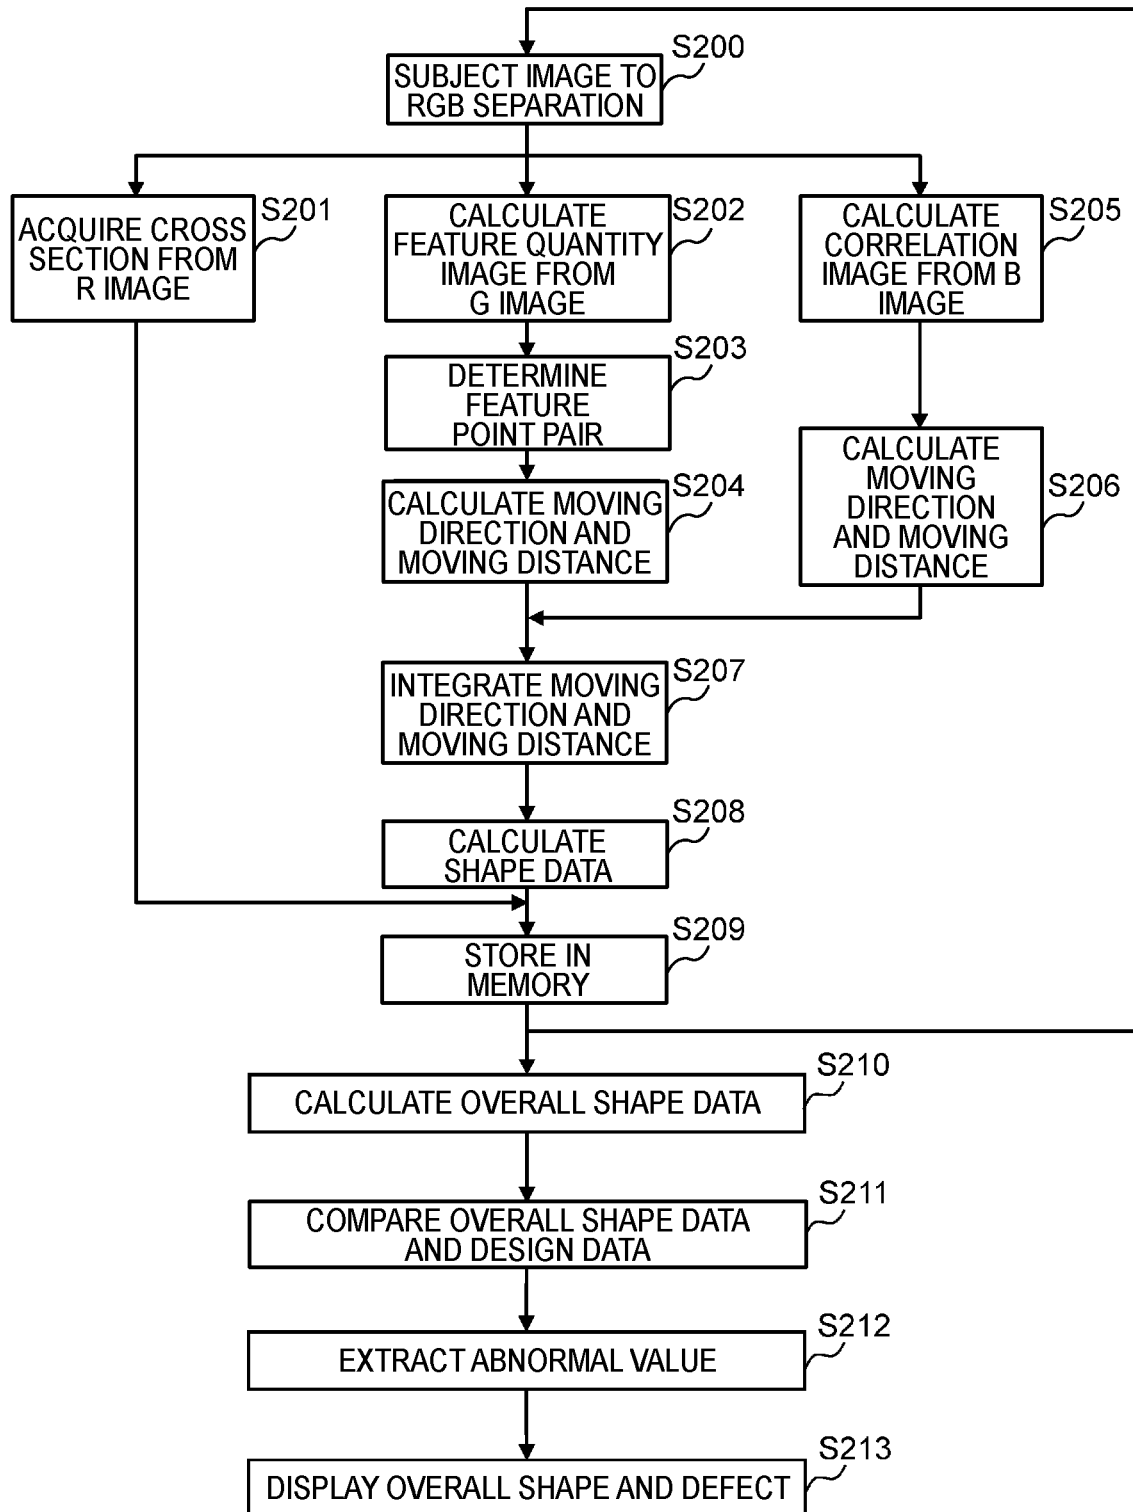 S200
SUBJECT IMAGE TO
RGB SEPARATION
S201
ACQUIRE CROSS
SECTION FROM
R IMAGE
S202
CALCULATE
FEATURE QUANTITY
IMAGE FROM
G IMAGE
S205
CALCULATE
CORRELATION
IMAGE FROM B
IMAGE
S203
DETERMINE
FEATURE
POINT PAIR
S204
CALCULATE MOVING
DIRECTION AND
MOVING DISTANCE
S206
CALCULATE
MOVING
DIRECTION
AND MOVING
DISTANCE
S207
INTEGRATE MOVING
DIRECTION AND
MOVING DISTANCE
S208
CALCULATE
SHAPE DATA
S209
STORE IN
MEMORY
S210
CALCULATE OVERALL SHAPE DATA
S211
COMPARE OVERALL SHAPE DATA
AND DESIGN DATA
S212
EXTRACT ABNORMAL VALUE
S213
DISPLAY OVERALL SHAPE AND DEFECT